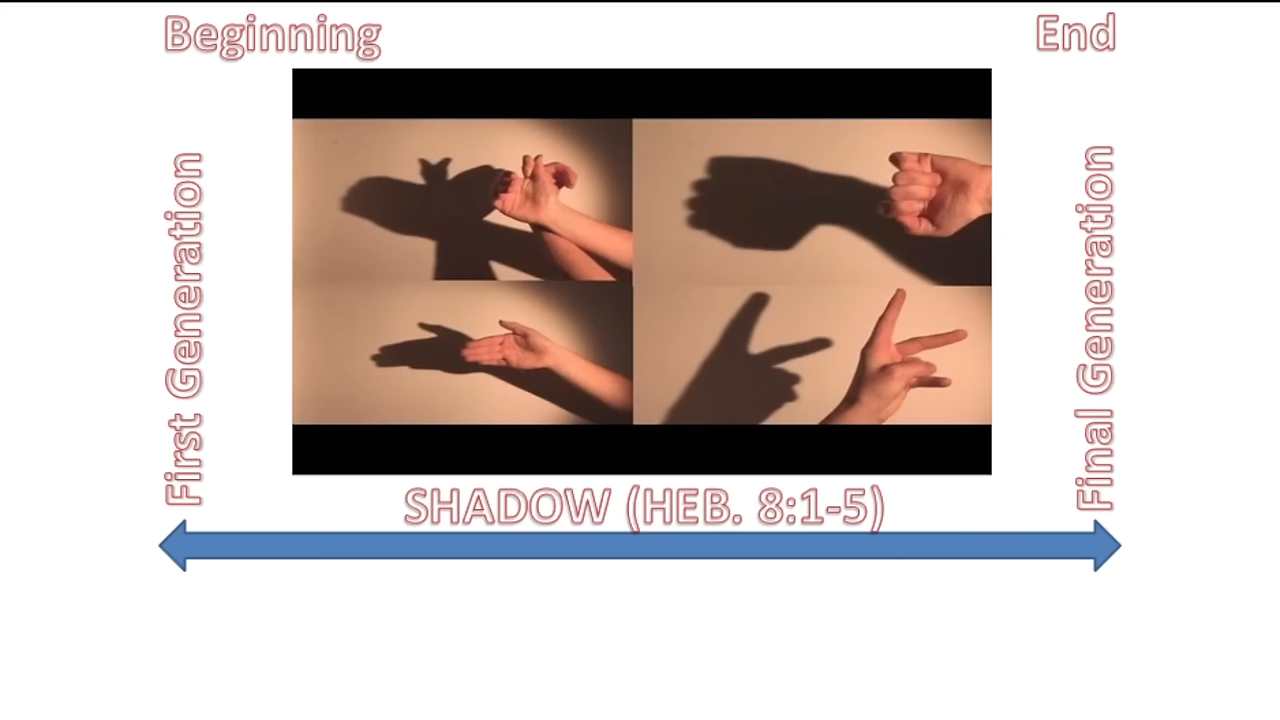 Beginning
End
First Generation
Final Generation
SHADOW (HEB. 8:1-5)